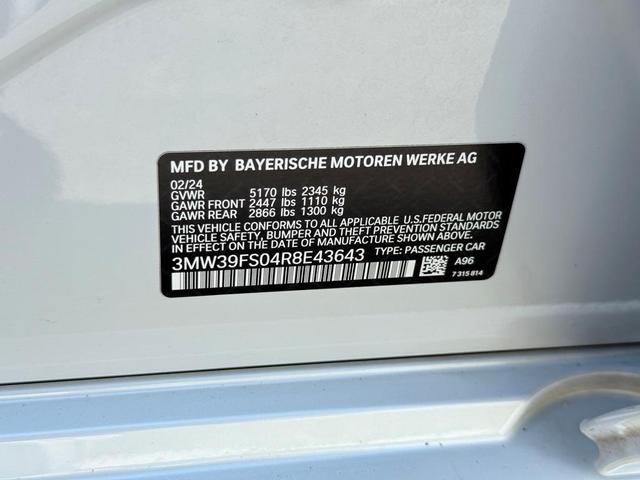 MFD BY BAYERISCHE MOTOREN WERKE AG
02/24
GVWR 5170 lbs 2345 kg
GAWR FRONT 2447 lbs 1110 kg
GAWR REAR 2866 lbs 1300 kg
THIS VEHICLE CONFORMS TO ALL APPLICABLE U.S.FEDERAL MOTOR
VEHICLE SAFETY, BUMPER, AND THEFT PREVENTION STANDARDS
IN EFFECT ON THE DATE OF MANUFACTURE SHOWN ABOVE.
3MW39FS04R8E43643 TYPE: PASSENGER CAR
A96
7 315 814